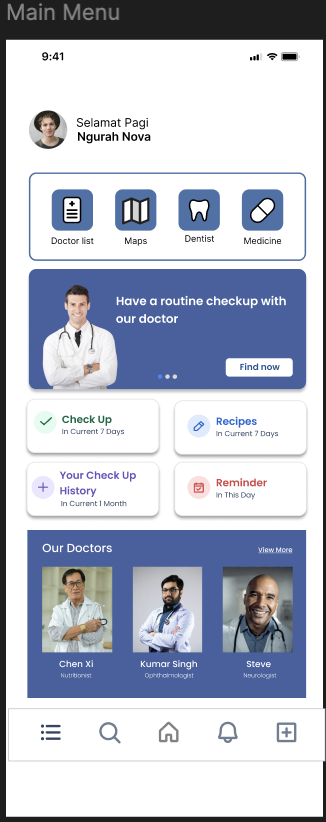 Main Menu
9:41
Selamat Pagi
Ngurah Nova
Doctor list
Maps
Dentist
Medicine
Have a routine checkup with
our doctor
Find now
Check Up
In Current 7 Days
Recipes
In Current 7 Days
Your Check Up
History
In Current 1 Month
Reminder
In This Day
Our Doctors
View More
Chen Xi
Nutritionist
Kumar Singh
Ophthalmologist
Steve
Neurologist